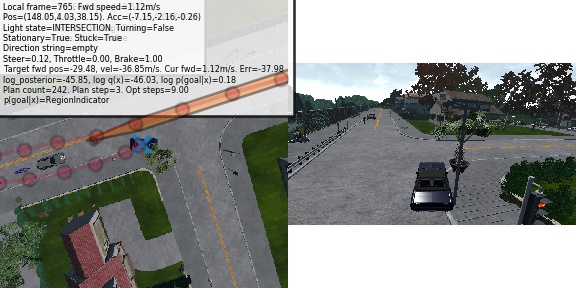 Local frame=765: Fwd speed=1.12m/s
Pos=(148.05,4.03,38.15). Acc=(-7.15,-2.16,-0.26)
Light state=INTERSECTION, Turning=False
Stationary=True: Stuck=True
Direction string=empty
Steer=0.12, Throttle=0.00, Brake=1.00
Target fwd pos=-29.48, vel=-36.85m/s. Cur fwd=1.12m/s. Err=-37.98
log_posterior=-45.85, log q(x)=-46.03, log p(goal|x)=0.18
Plan count=242. Plan step=3. Opt steps=9.00
p(goal|x)=RegionIndicator